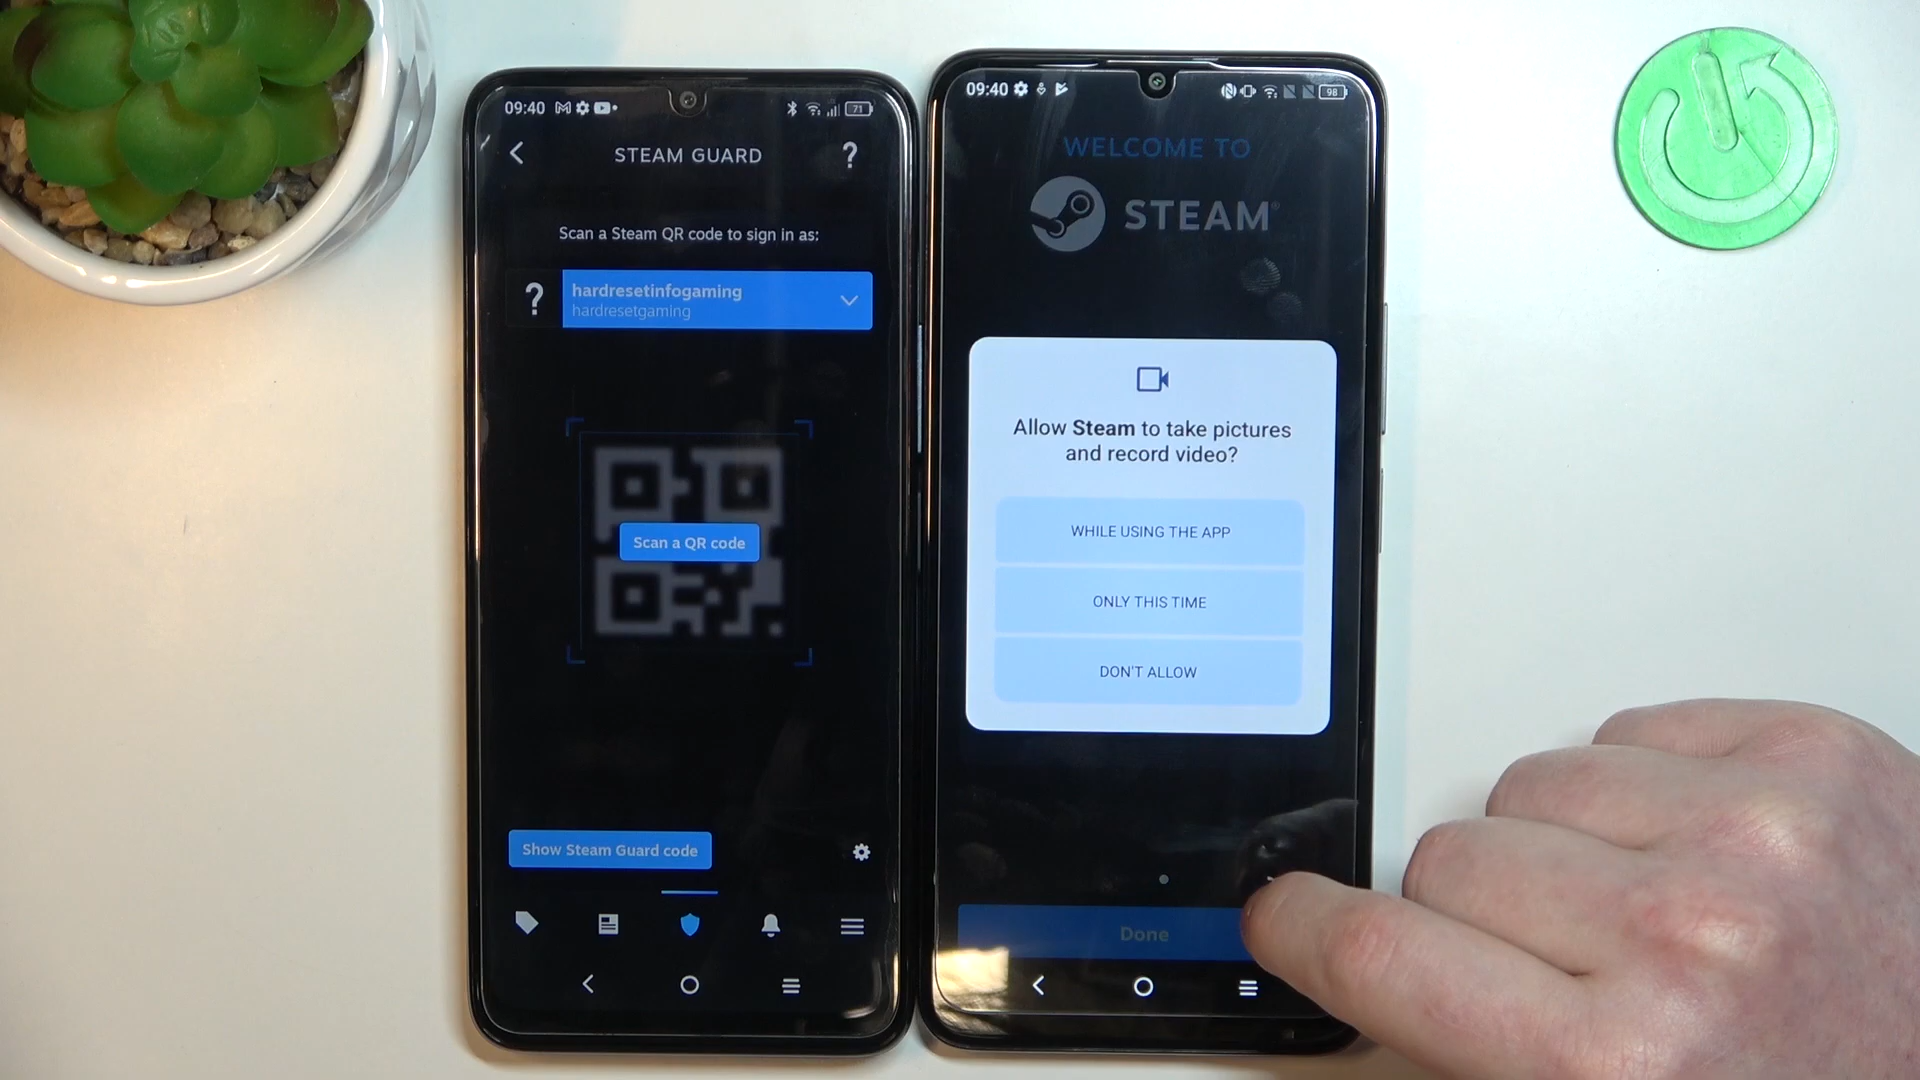 09:40
71
STEAM GUARD
?
Scan a Steam QR code to sign in as:
?
hardresetinfogaming
hardresetgaming
Scan a QR code
Show Steam Guard code
09:40
98
WELCOME TO
STEAM®
Allow Steam to take pictures
and record video?
WHILE USING THE APP
ONLY THIS TIME
DON'T ALLOW
Done